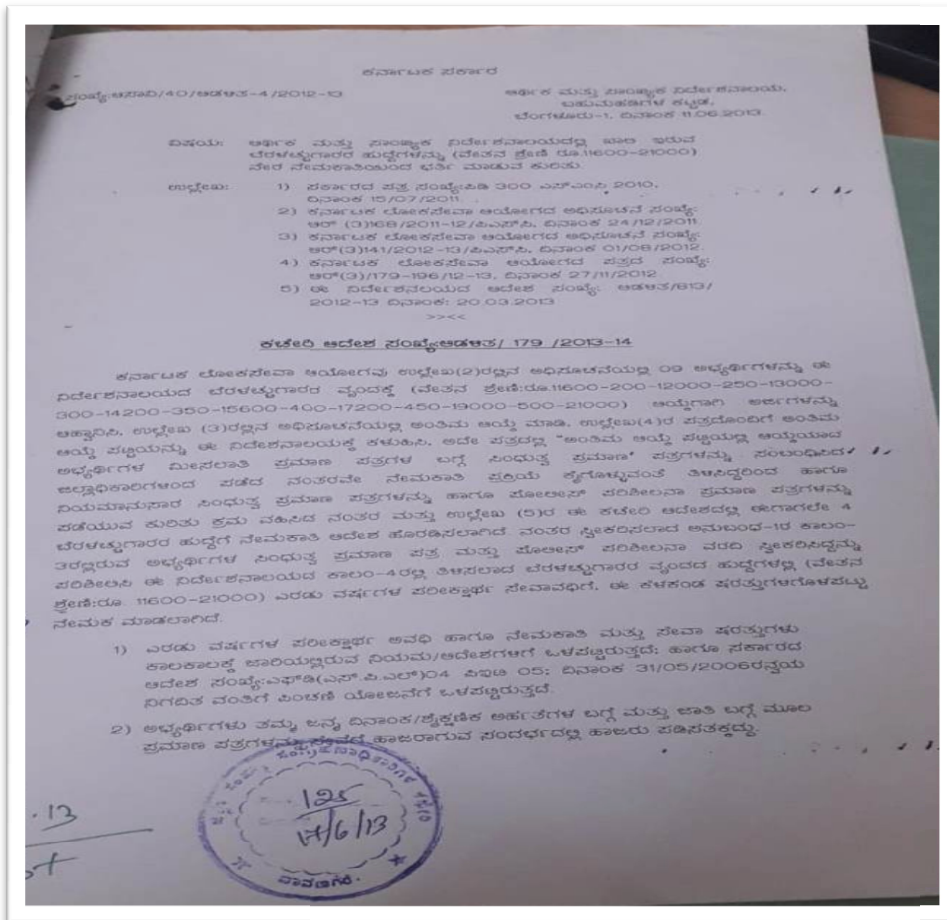 ಕರ್ನಾಟಕ ಸರ್ಕಾರ
ಸಂಖ್ಯೆ:ಆಸಾನಿ/40/ಆಡಳಿತ-4/2012-13
ಆರ್ಥಿಕ ಮತ್ತು ಸಾಂಖ್ಯಿಕ ನಿರ್ದೇಶನಾಲಯ,
ಬಹುಮಹಡಿಗಳ ಕಟ್ಟಡ,
ಬೆಂಗಳೂರು-1, ದಿನಾಂಕ 11.06.2013.
ವಿಷಯ: ಆರ್ಥಿಕ ಮತ್ತು ಸಾಂಖ್ಯಿಕ ನಿರ್ದೇಶನಾಲಯದಲ್ಲಿ ಖಾಲಿ ಇರುವ
ಬೆರಳಚ್ಚುಗಾರರ ಹುದ್ದೆಗಳನ್ನು (ವೇತನ ಶ್ರೇಣಿ ರೂ.11600-21000)
ನೇರ ನೇಮಕಾತಿಯಿಂದ ಭರ್ತಿ ಮಾಡುವ ಕುರಿತು.
ಉಲ್ಲೇಖ: 1) ಸರ್ಕಾರದ ಪತ್ರ ಸಂಖ್ಯೆ:ಪಿಡಿ 300 ಎಸ್ಎಂಸಿ 2010,
ದಿನಾಂಕ 15/07/2011.
2) ಕರ್ನಾಟಕ ಲೋಕಸೇವಾ ಆಯೋಗದ ಅಧಿಸೂಚನೆ ಸಂಖ್ಯೆ:
ಆರ್ (3)168/2011-12/ಪಿಎಸ್‌ಸಿ, ದಿನಾಂಕ 24/12/2011.
3) ಕರ್ನಾಟಕ ಲೋಕಸೇವಾ ಆಯೋಗದ ಅಧಿಸೂಚನೆ ಸಂಖ್ಯೆ:
ಆರ್(3)141/2012-13/ಪಿಎಸ್‌ಸಿ, ದಿನಾಂಕ 01/08/2012.
4) ಕರ್ನಾಟಕ ಲೋಕಸೇವಾ ಆಯೋಗದ ಪತ್ರದ ಸಂಖ್ಯೆ:
ಆರ್(3)/179-196/12-13, ದಿನಾಂಕ 27/11/2012.
5) ಈ ನಿರ್ದೇಶನಾಲಯದ ಆದೇಶ ಸಂಖ್ಯೆ: ಆಡಳಿತ/813/
2012-13 ದಿನಾಂಕ: 20.03.2013
>><<
ಕಚೇರಿ ಆದೇಶ ಸಂಖ್ಯೆ:ಆಡಳಿತ/ 179 /2013-14
ಕರ್ನಾಟಕ ಲೋಕಸೇವಾ ಆಯೋಗವು ಉಲ್ಲೇಖ(2)ರಲ್ಲಿನ ಅಧಿಸೂಚನೆಯಲ್ಲಿ 09 ಅಭ್ಯರ್ಥಿಗಳನ್ನು ಈ
ನಿರ್ದೇಶನಾಲಯದ ಬೆರಳಚ್ಚುಗಾರರ ವೃಂದಕ್ಕೆ (ವೇತನ ಶ್ರೇಣಿ:ರೂ.11600-200-12000-250-13000-
300-14200-350-15600-400-17200-450-19000-500-21000) ಆಯ್ಕೆಗಾಗಿ ಅರ್ಜಿಗಳನ್ನು
ಆಹ್ವಾನಿಸಿ, ಉಲ್ಲೇಖ (3)ರಲ್ಲಿನ ಅಧಿಸೂಚನೆಯಲ್ಲಿ ಅಂತಿಮ ಆಯ್ಕೆ ಮಾಡಿ, ಉಲ್ಲೇಖ(4)ರ ಪತ್ರದೊಂದಿಗೆ ಅಂತಿಮ
ಆಯ್ಕೆ ಪಟ್ಟಿಯನ್ನು ಈ ನಿರ್ದೇಶನಾಲಯಕ್ಕೆ ಕಳುಹಿಸಿ, ಅದೇ ಪತ್ರದಲ್ಲಿ "ಅಂತಿಮ ಆಯ್ಕೆ ಪಟ್ಟಿಯಲ್ಲಿ ಆಯ್ಕೆಯಾದ
ಅಭ್ಯರ್ಥಿಗಳ ಮೀಸಲಾತಿ ಪ್ರಮಾಣ ಪತ್ರಗಳ ಬಗ್ಗೆ ಸಿಂಧುತ್ವ ಪ್ರಮಾಣ" ಪತ್ರಗಳನ್ನು ಸಂಬಂಧಿಸಿದ
ಜಿಲ್ಲಾಧಿಕಾರಿಗಳಿಂದ ಪಡೆದ ನಂತರವೇ ನೇಮಕಾತಿ ಪ್ರಕ್ರಿಯೆ ಕೈಗೊಳ್ಳುವಂತೆ ತಿಳಿಸಿದ್ದರಿಂದ ಹಾಗೂ
ನಿಯಮಾನುಸಾರ ಸಿಂಧುತ್ವ ಪ್ರಮಾಣ ಪತ್ರಗಳನ್ನು ಹಾಗೂ ಪೋಲೀಸ್ ಪರಿಶೀಲನಾ ಪ್ರಮಾಣ ಪತ್ರಗಳನ್ನು
ಪಡೆಯುವ ಕುರಿತು ಕ್ರಮ ವಹಿಸಿದ ನಂತರ ಮತ್ತು ಉಲ್ಲೇಖ (5)ರ ಈ ಕಚೇರಿ ಆದೇಶದಲ್ಲಿ ಈಗಾಗಲೇ 4
ಬೆರಳಚ್ಚುಗಾರರ ಹುದ್ದೆಗೆ ನೇಮಕಾತಿ ಆದೇಶ ಹೊರಡಿಸಲಾಗಿದೆ ನಂತರ ಸ್ವೀಕರಿಸಲಾದ ಅನುಬಂಧ-1ರ ಕಾಲಂ-
3ರಲ್ಲಿರುವ ಅಭ್ಯರ್ಥಿಗಳ ಸಿಂಧುತ್ವ ಪ್ರಮಾಣ ಪತ್ರ ಮತ್ತು ಪೋಲೀಸ್ ಪರಿಶೀಲನಾ ವರದಿ ಸ್ವೀಕರಿಸಿದ್ದನ್ನು
ಪರಿಶೀಲಿಸಿ ಈ ನಿರ್ದೇಶನಾಲಯದ ಕಾಲಂ-4ರಲ್ಲಿ ತಿಳಿಸಲಾದ ಬೆರಳಚ್ಚುಗಾರರ ವೃಂದದ ಹುದ್ದೆಗಳಲ್ಲಿ (ವೇತನ
ಶ್ರೇಣಿ:ರೂ. 11600-21000) ಎರಡು ವರ್ಷಗಳ ಪರೀಕ್ಷಾರ್ಥ ಸೇವಾವಧಿಗೆ, ಈ ಕೆಳಕಂಡ ಷರತ್ತುಗಳಿಗೊಳಪಟ್ಟು
ನೇಮಕ ಮಾಡಲಾಗಿದೆ.
1) ಎರಡು ವರ್ಷಗಳ ಪರೀಕ್ಷಾರ್ಥ ಅವಧಿ ಹಾಗೂ ನೇಮಕಾತಿ ಮತ್ತು ಸೇವಾ ಷರತ್ತುಗಳು
ಕಾಲಕಾಲಕ್ಕೆ ಜಾರಿಯಲ್ಲಿರುವ ನಿಯಮ/ಆದೇಶಗಳಿಗೆ ಒಳಪಟ್ಟಿರುತ್ತದೆ; ಹಾಗೂ ಸರ್ಕಾರದ
ಆದೇಶ ಸಂಖ್ಯೆ:ಎಫ್‌ಡಿ(ಎಸ್.ಪಿ.ಎಲ್)04 ಪಿಇಟಿ 05; ದಿನಾಂಕ 31/05/2006ರನ್ವಯ
ನಿಗದಿತ ವಂತಿಗೆ ಪಿಂಚಣಿ ಯೋಜನೆಗೆ ಒಳಪಟ್ಟಿರುತ್ತದೆ.
2) ಅಭ್ಯರ್ಥಿಗಳು ತಮ್ಮ ಜನ್ಮ ದಿನಾಂಕ/ಶೈಕ್ಷಣಿಕ ಅರ್ಹತೆಗಳ ಬಗ್ಗೆ ಮತ್ತು ಜಾತಿ ಬಗ್ಗೆ ಮೂಲ
ಪ್ರಮಾಣ ಪತ್ರಗಳನ್ನು ಸೇವೆಗೆ ಹಾಜರಾಗುವ ಸಂದರ್ಭದಲ್ಲಿ ಹಾಜರು ಪಡಿಸತಕ್ಕದ್ದು.
125
17/6/13
ದಾವಣಗೆರೆ.
.13